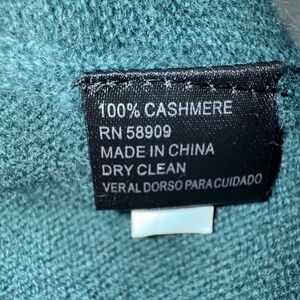 100% CASHMERE
RN 58909
MADE IN CHINA
DRY CLEAN
VER AL DORSO PARA CUIDADO